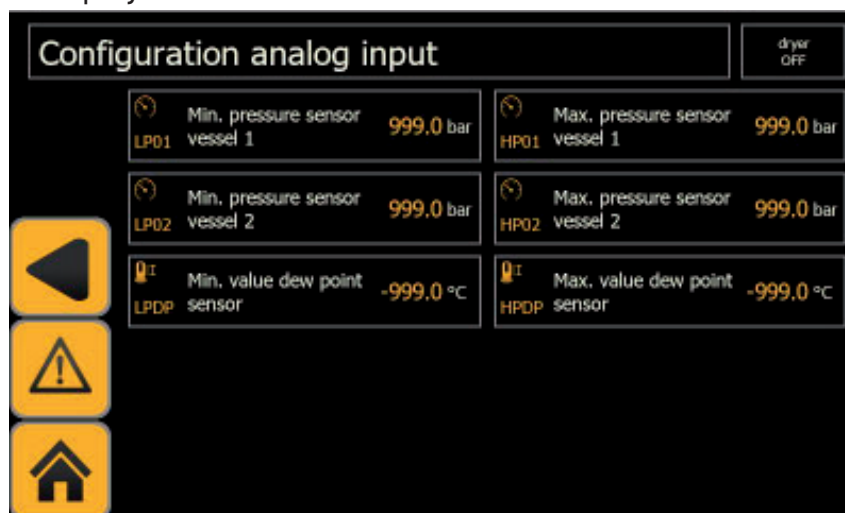 Configuration analog input
dryer
OFF
Min. pressure sensor
LP01 vessel 1 999.0 bar
Max. pressure sensor
HP01 vessel 1 999.0 bar
Min. pressure sensor
LP02 vessel 2 999.0 bar
Max. pressure sensor
HP02 vessel 2 999.0 bar
Min. value dew point
LPDP sensor -999.0 °C
Max. value dew point
HPDP sensor -999.0 °C